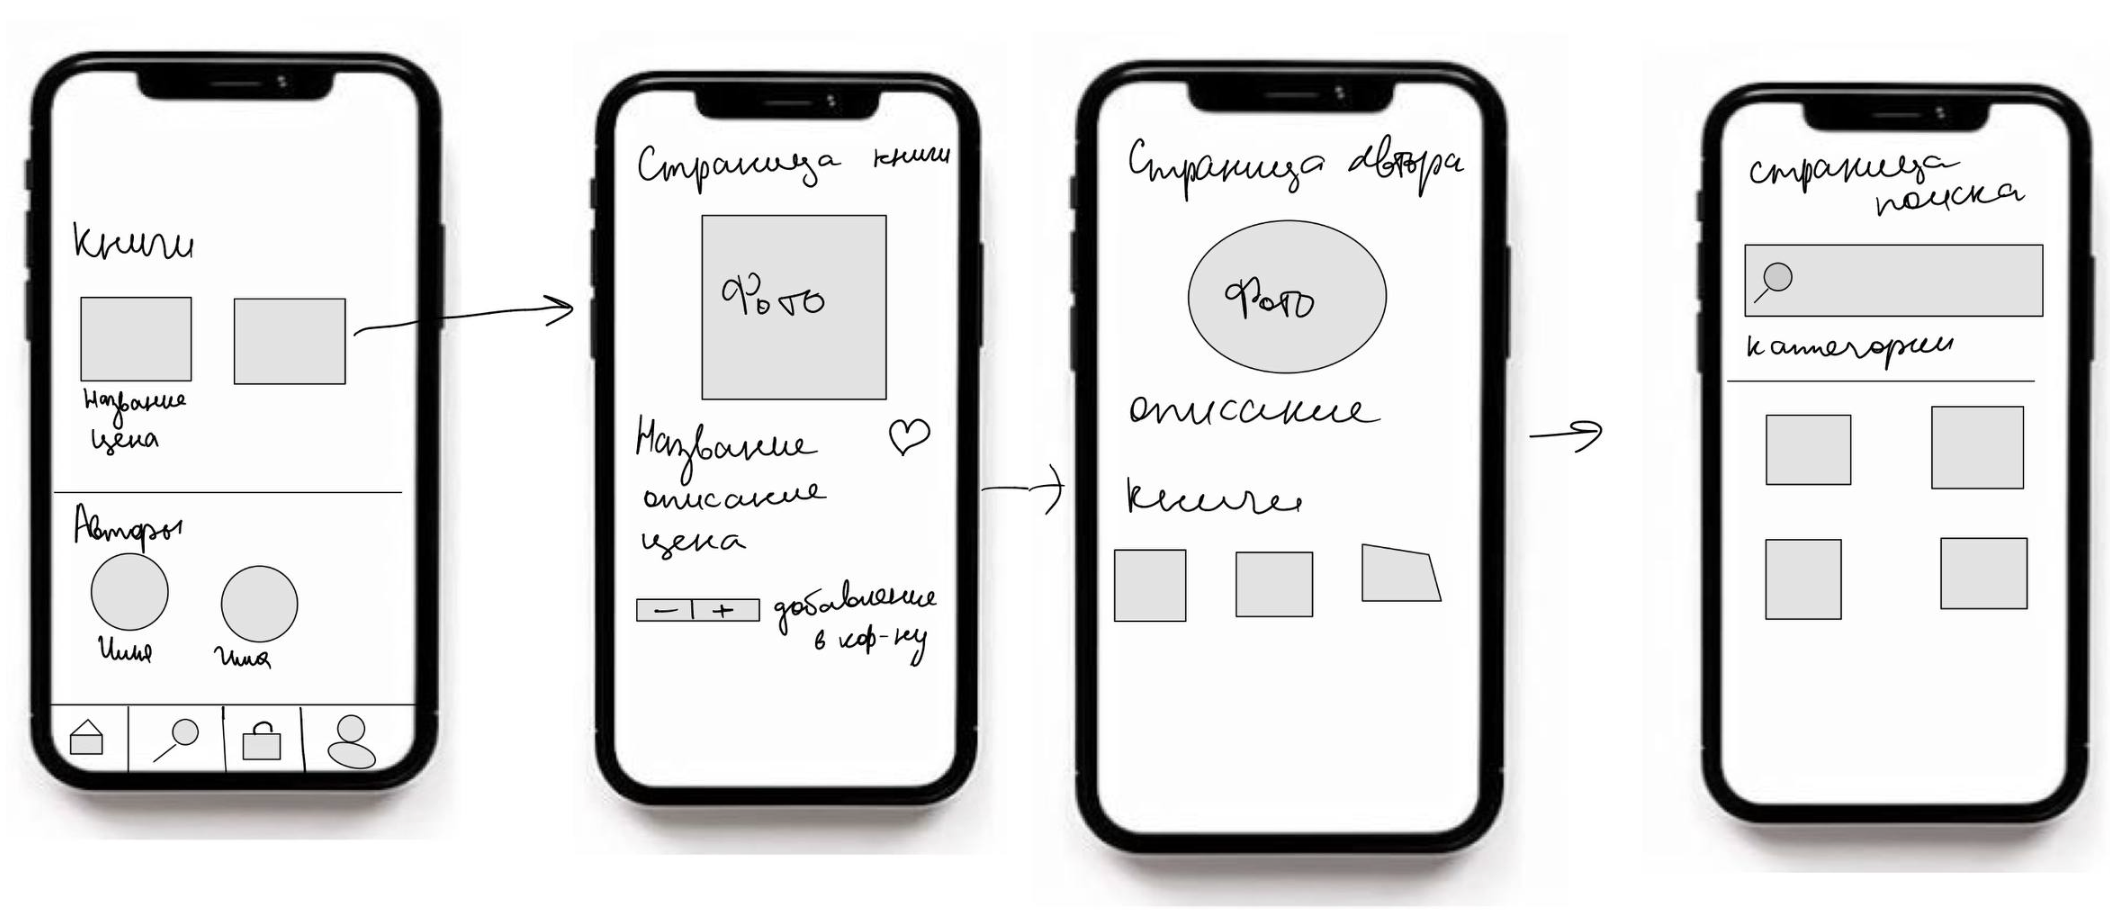 Книги
Название
цена
Авторы
Имя
Имя
Страница книги
Фото
Название
описание
цена
- | + добавление
в кор-ну
Страница автора
Фото
описание
Книги
страница
поиска
категории